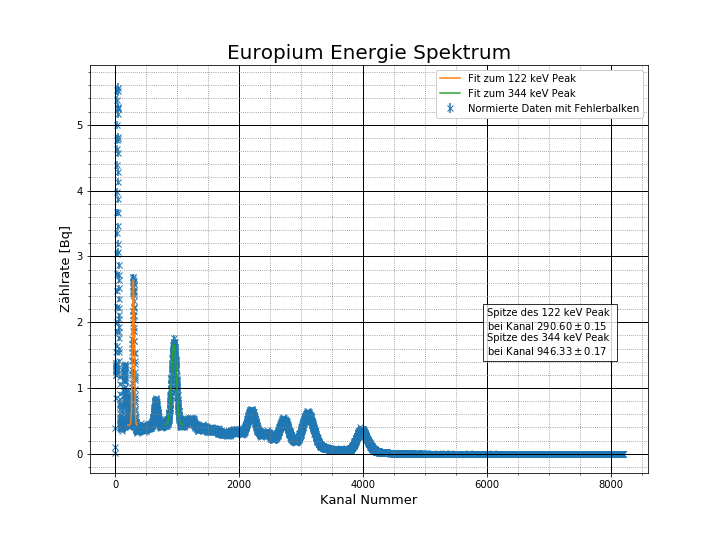 Europium Energie Spektrum
Fit zum 122 keV Peak
Fit zum 344 keV Peak
Normierte Daten mit Fehlerbalken
5
4
3
2
1
0
Zählrate [Bq]
Spitze des 122 keV Peak
bei Kanal 290.60 ± 0.15
Spitze des 344 keV Peak
bei Kanal 946.33 ± 0.17
0 2000 4000 6000 8000
Kanal Nummer